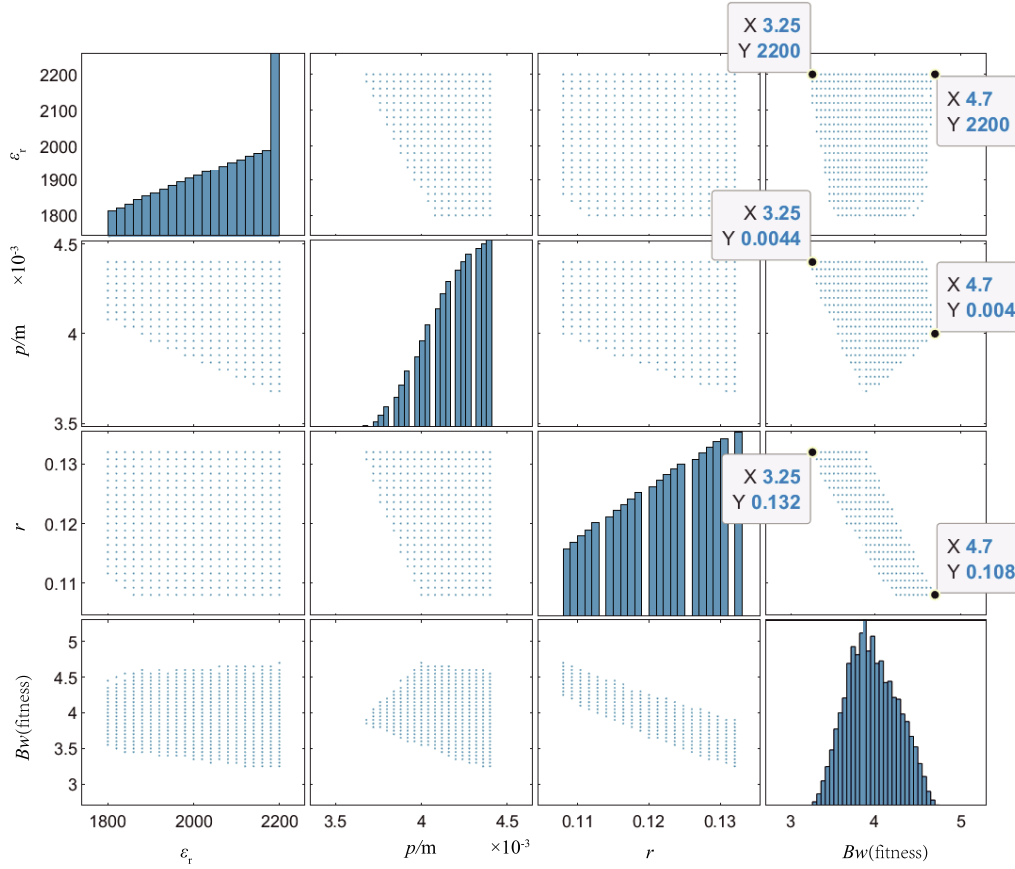 X 3.25
Y 2200
X 4.7
Y 2200
2200
2100
2000
1900
1800
εr
X 3.25
Y 0.0044
X 4.7
Y 0.004
×10-3
4.5
4
3.5
p/m
X 3.25
Y 0.132
X 4.7
Y 0.108
0.13
0.12
0.11
r
5
4.5
4
3.5
3
Bw(fitness)
1800 2000 2200
3.5 4 4.5
0.11 0.12 0.13
3 4 5
εr
p/m ×10-3
r
Bw(fitness)